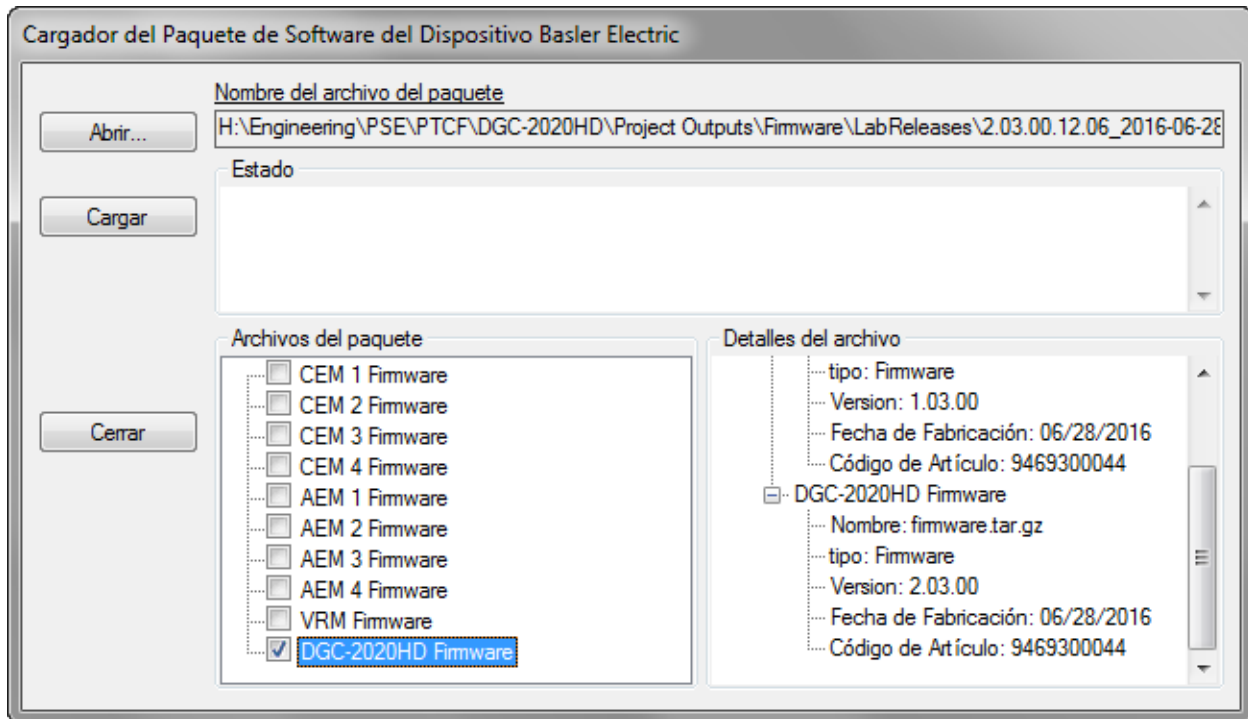 Cargador del Paquete de Software del Dispositivo Basler Electric
Nombre del archivo del paquete
Abrir...
H:\Engineering\PSE\PTCF\DGC-2020HD\Project Outputs\Firmware\LabReleases\2.03.00.12.06_2016-06-28
Estado
Cargar
Archivos del paquete
CEM 1 Firmware
CEM 2 Firmware
CEM 3 Firmware
CEM 4 Firmware
AEM 1 Firmware
AEM 2 Firmware
AEM 3 Firmware
AEM 4 Firmware
VRM Firmware
DGC-2020HD Firmware
Cerrar
Detalles del archivo
tipo: Firmware
Version: 1.03.00
Fecha de Fabricación: 06/28/2016
Código de Artículo: 9469300044
DGC-2020HD Firmware
Nombre: firmware.tar.gz
tipo: Firmware
Version: 2.03.00
Fecha de Fabricación: 06/28/2016
Código de Artículo: 9469300044